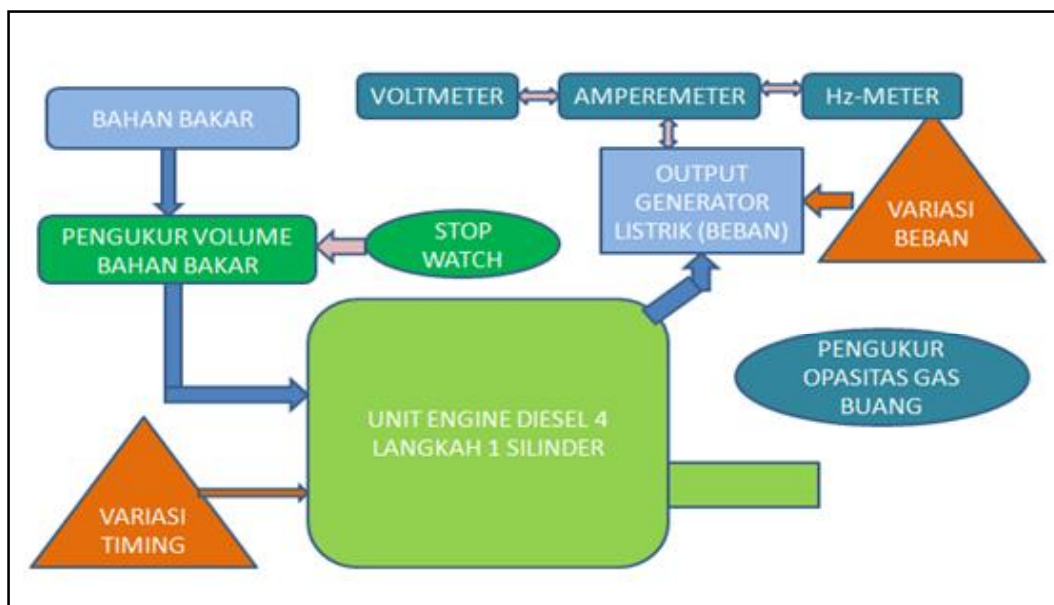 BAHAN BAKAR
VOLTMETER
AMPEREMETER
Hz-METER
PENGUKUR VOLUME
BAHAN BAKAR
STOP
WATCH
OUTPUT
GENERATOR
LISTRIK (BEBAN)
VARIASI
BEBAN
PENGUKUR
OPASITAS GAS
BUANG
UNIT ENGINE DIESEL 4
LANGKAH 1 SILINDER
VARIASI
TIMING